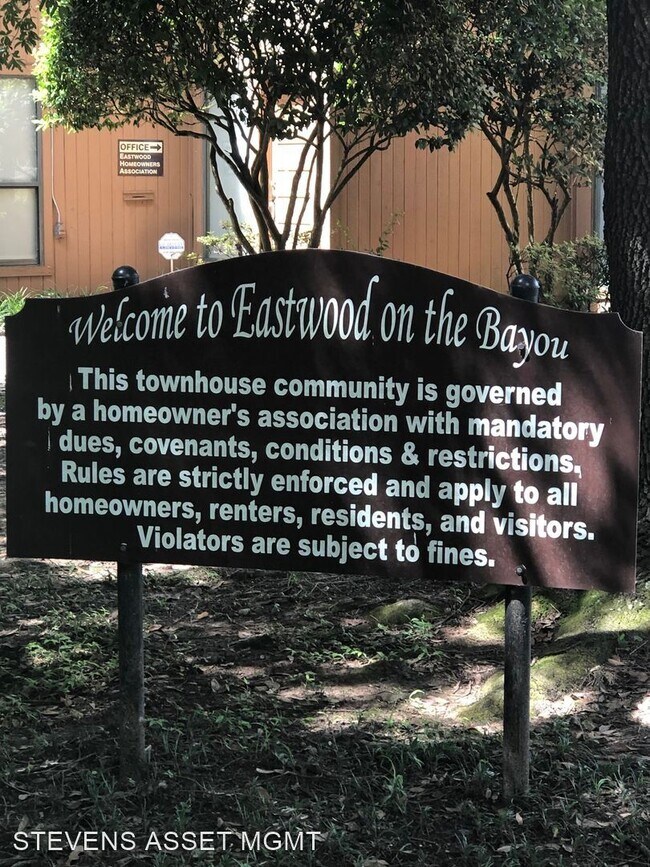 OFFICE
EASTWOOD
HOMEOWNERS
ASSOCIATION
Welcome to Eastwood on the Bayou
This townhouse community is governed
by a homeowner's association with mandatory
dues, covenants, conditions & restrictions.
Rules are strictly enforced and apply to all
homeowners, renters, residents, and visitors.
Violators are subject to fines.
STEVENS ASSET MGMT